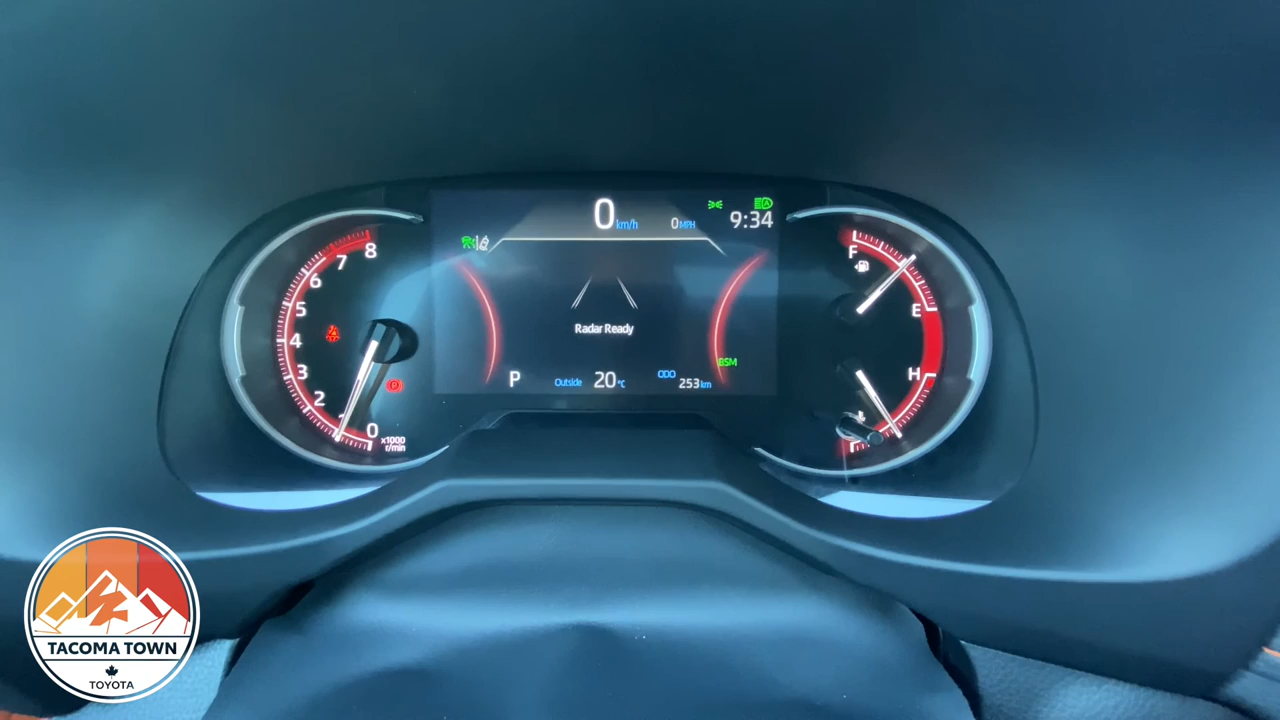 0 km/h
0 MPH
9:34
8
7
6
5
4
3
2
0
x1000
r/min
Radar Ready
P
Outside 20°C
ODO
253 km
BSM
F
E
H
TACOMA TOWN
TOYOTA